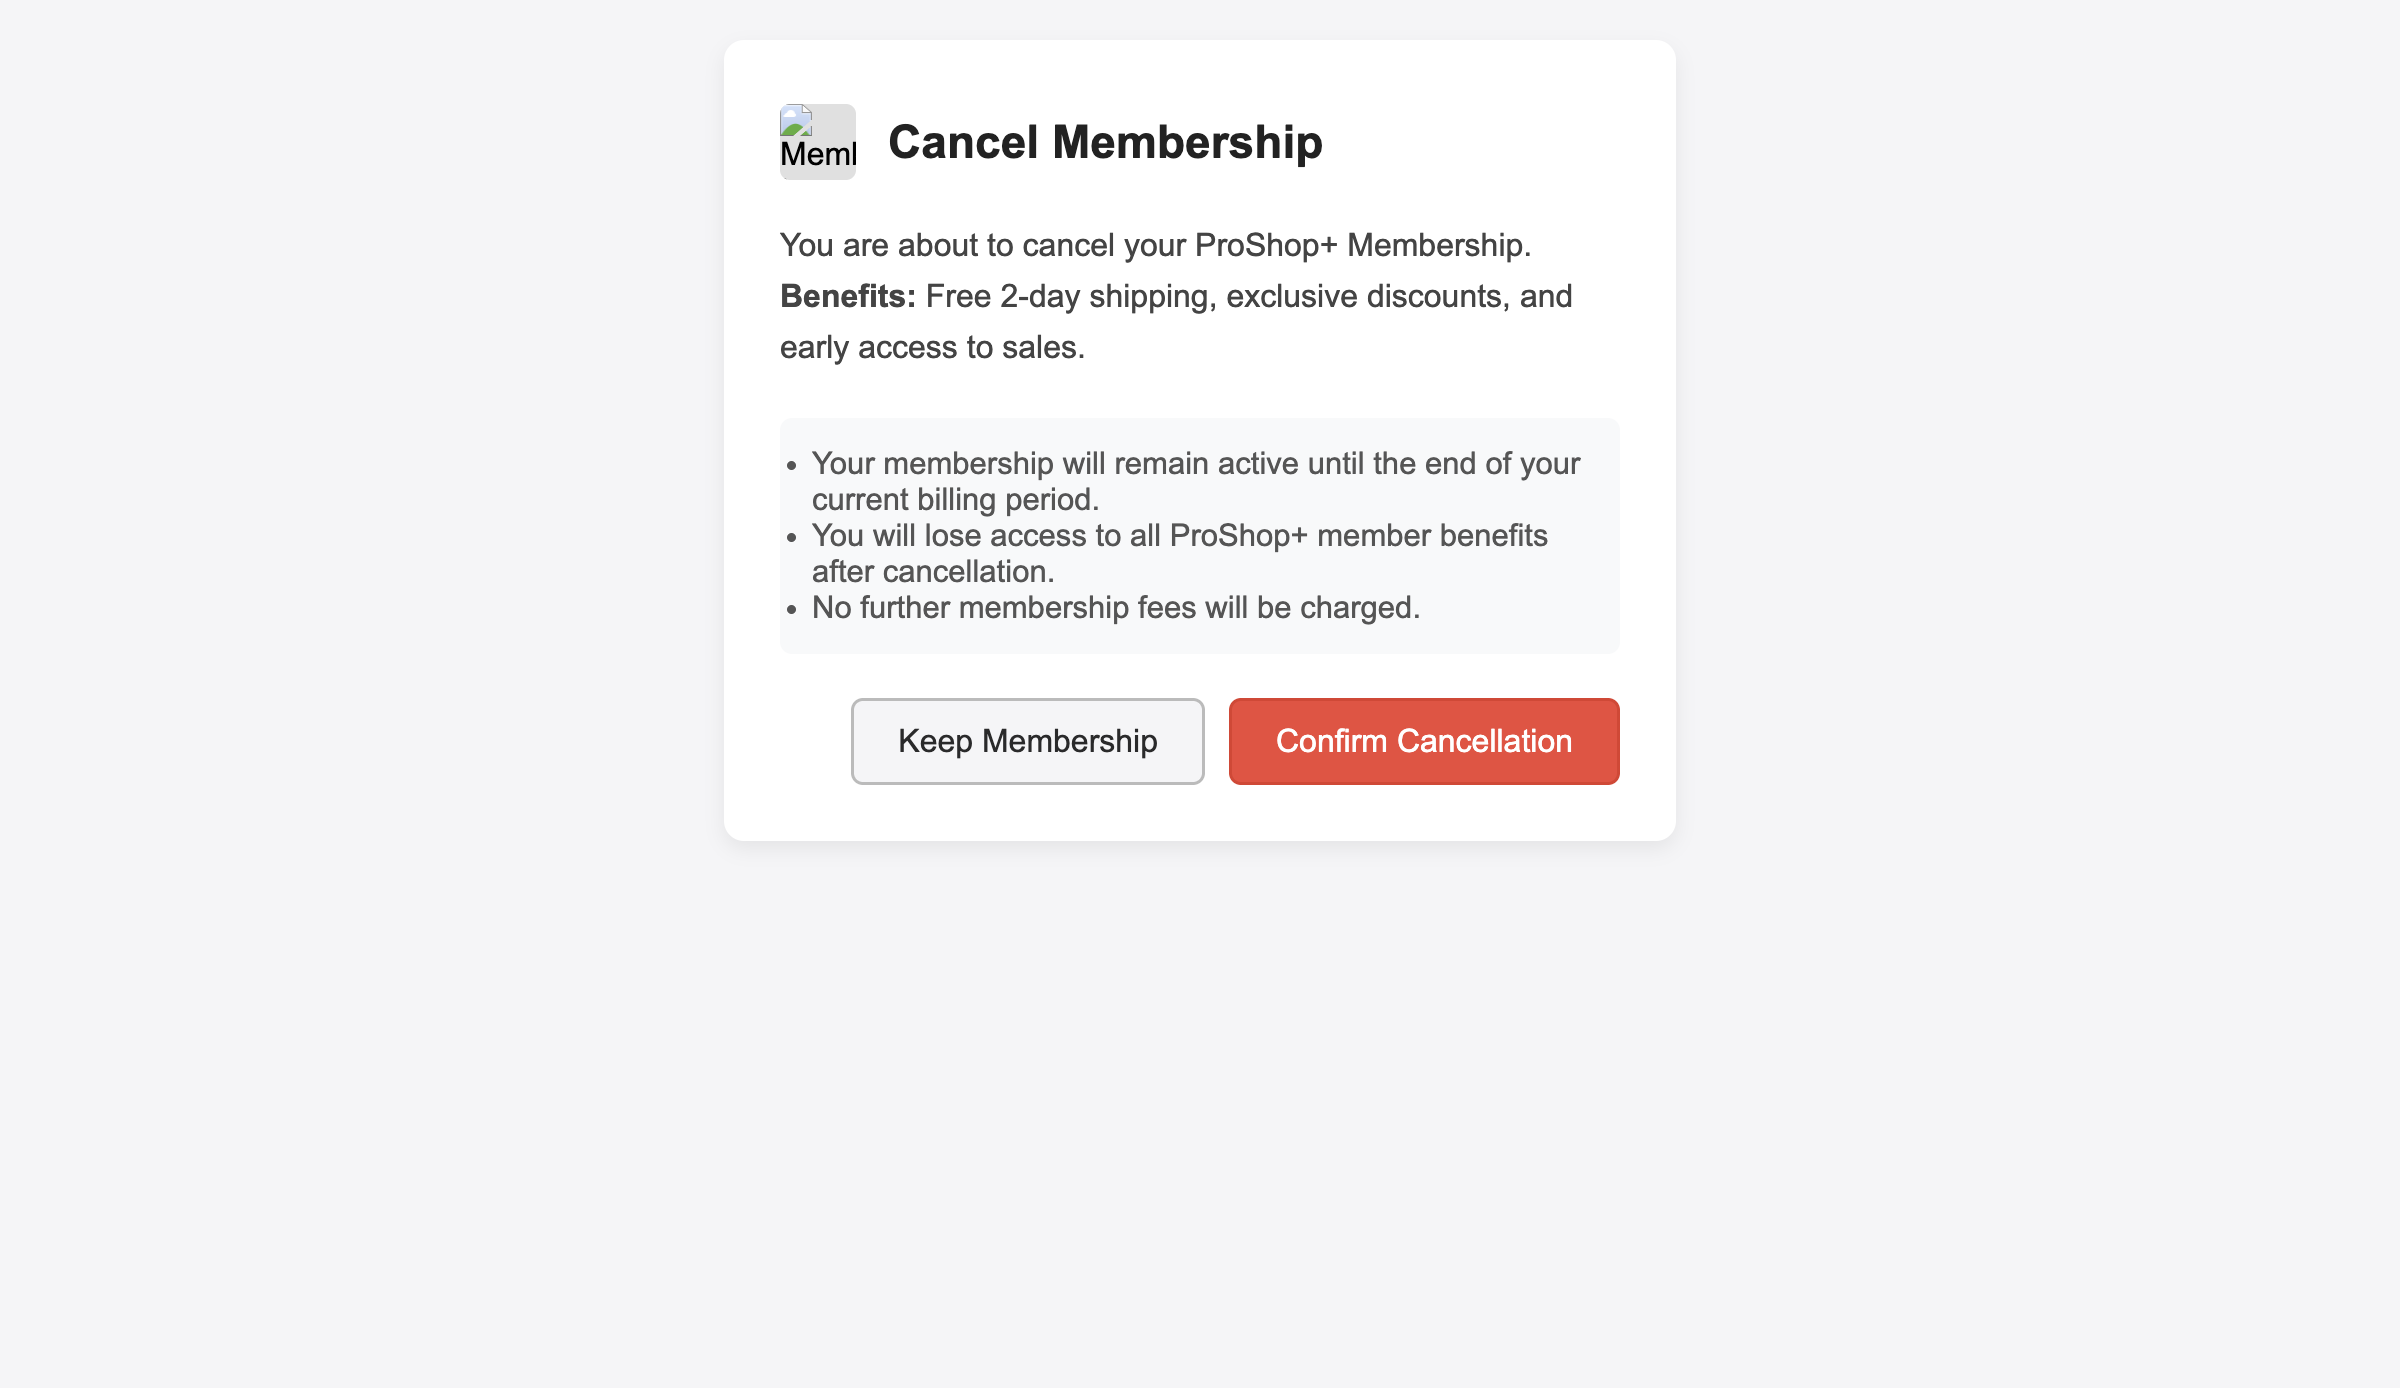 Cancel Membership
You are about to cancel your ProShop+ Membership.
Benefits: Free 2-day shipping, exclusive discounts, and
early access to sales.
Your membership will remain active until the end of your
current billing period.
You will lose access to all ProShop+ member benefits
after cancellation.
No further membership fees will be charged.
Keep Membership
Confirm Cancellation